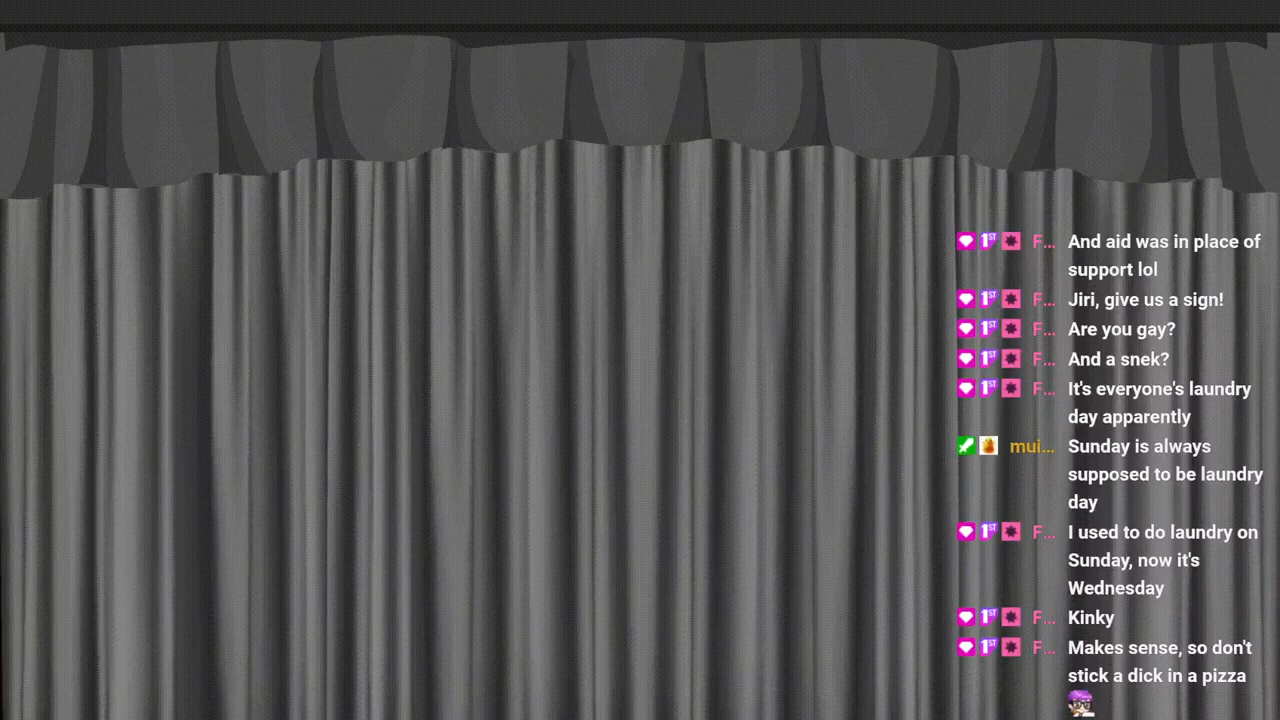 F... And aid was in place of
support lol
F... Jiri, give us a sign!
F... Are you gay?
F... And a snek?
F... It's everyone's laundry
day apparently
mui... Sunday is always
supposed to be laundry
day
F... I used to do laundry on
Sunday, now it's
Wednesday
F... Kinky
F... Makes sense, so don't
stick a dick in a pizza